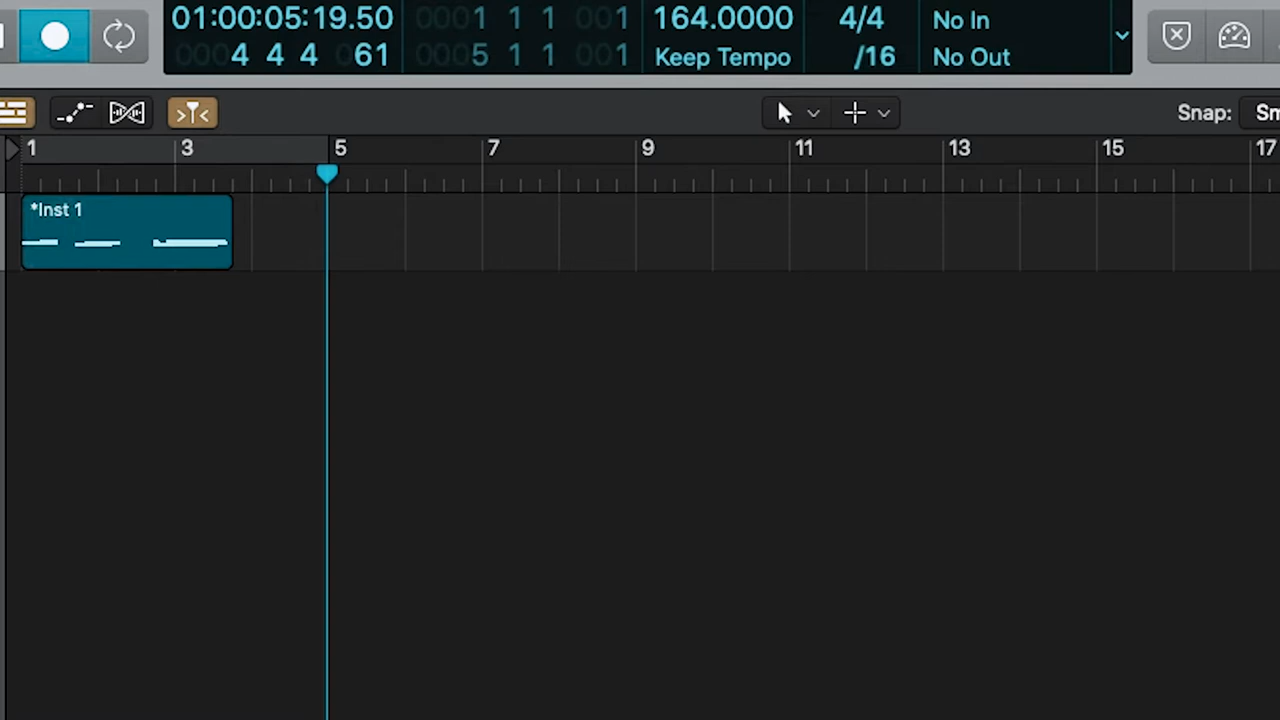 01:00:05:19.50 0001 1 1 001 164.0000 4/4 No In
0004 4 4 061 0005 1 1 001 Keep Tempo /16 No Out
Snap: Sm
1 3 5 7 9 11 13 15 17
*Inst 1